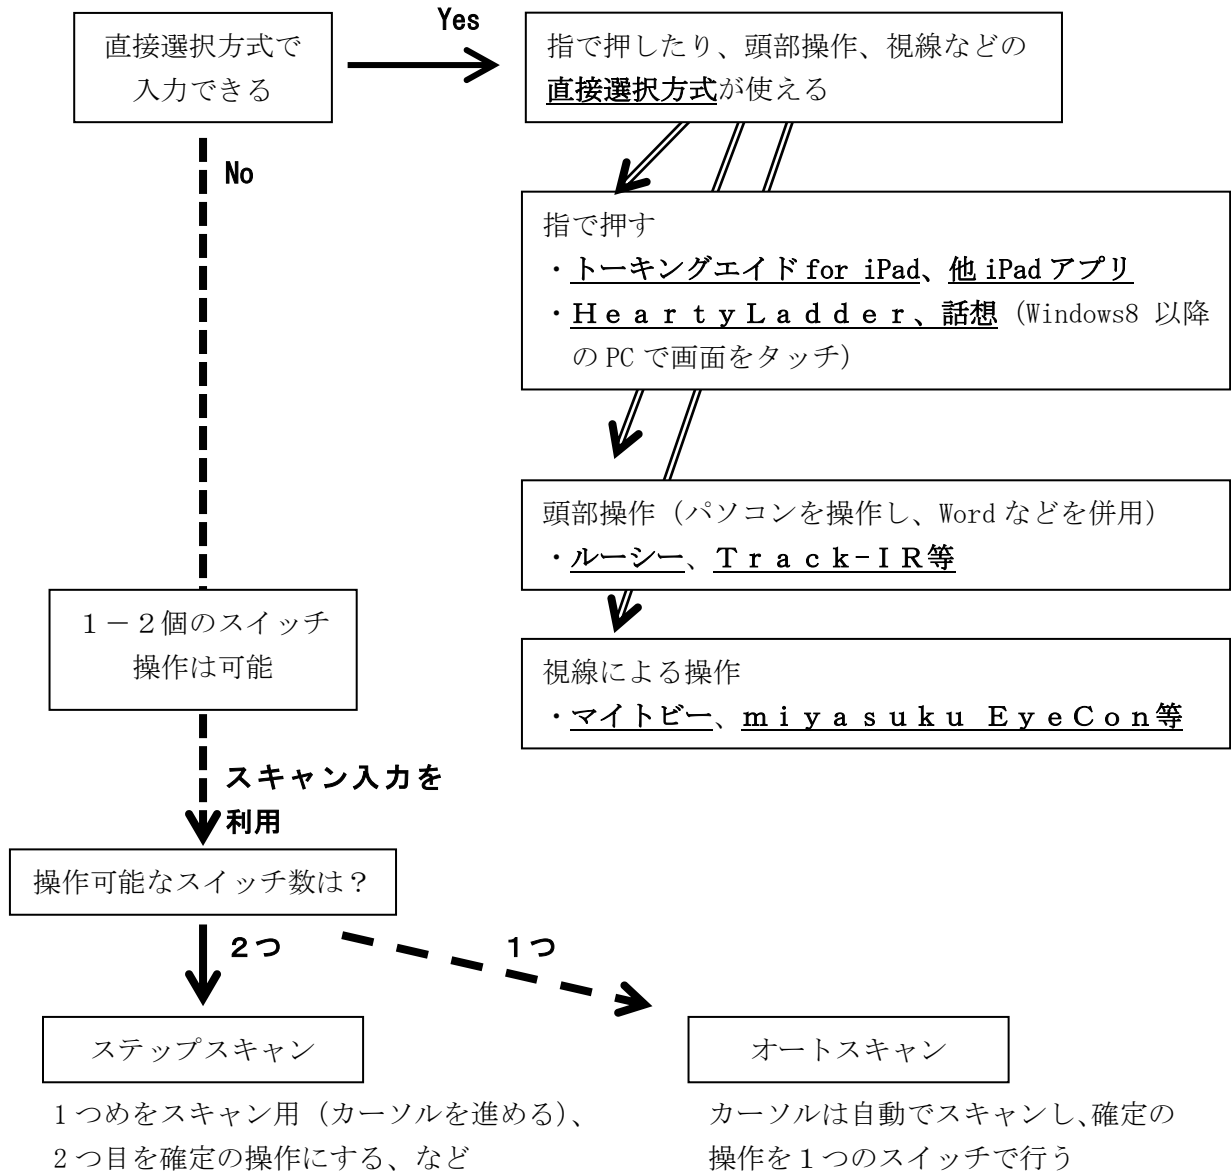 直接選択方式で
入力できる
Yes
指で押したり、頭部操作、視線などの
直接選択方式が使える
No
指で押す
・トーキングエイド for iPad、他 iPad アプリ
・ＨｅａｒｔｙＬａｄｄｅｒ、話想（Windows8 以降
の PC で画面をタッチ）
頭部操作（パソコンを操作し、Word などを併用）
・ルーシー、Ｔｒａｃｋ−ＩＲ等
１－２個のスイッチ
操作は可能
視線による操作
・マイトビー、ｍｉｙａｓｕｋｕ ＥｙｅＣｏｎ等
スキャン入力を
利用
操作可能なスイッチ数は？
２つ
１つ
ステップスキャン
１つめをスキャン用（カーソルを進める）、
２つ目を確定の操作にする、など
オートスキャン
カーソルは自動でスキャンし、確定の
操作を１つのスイッチで行う